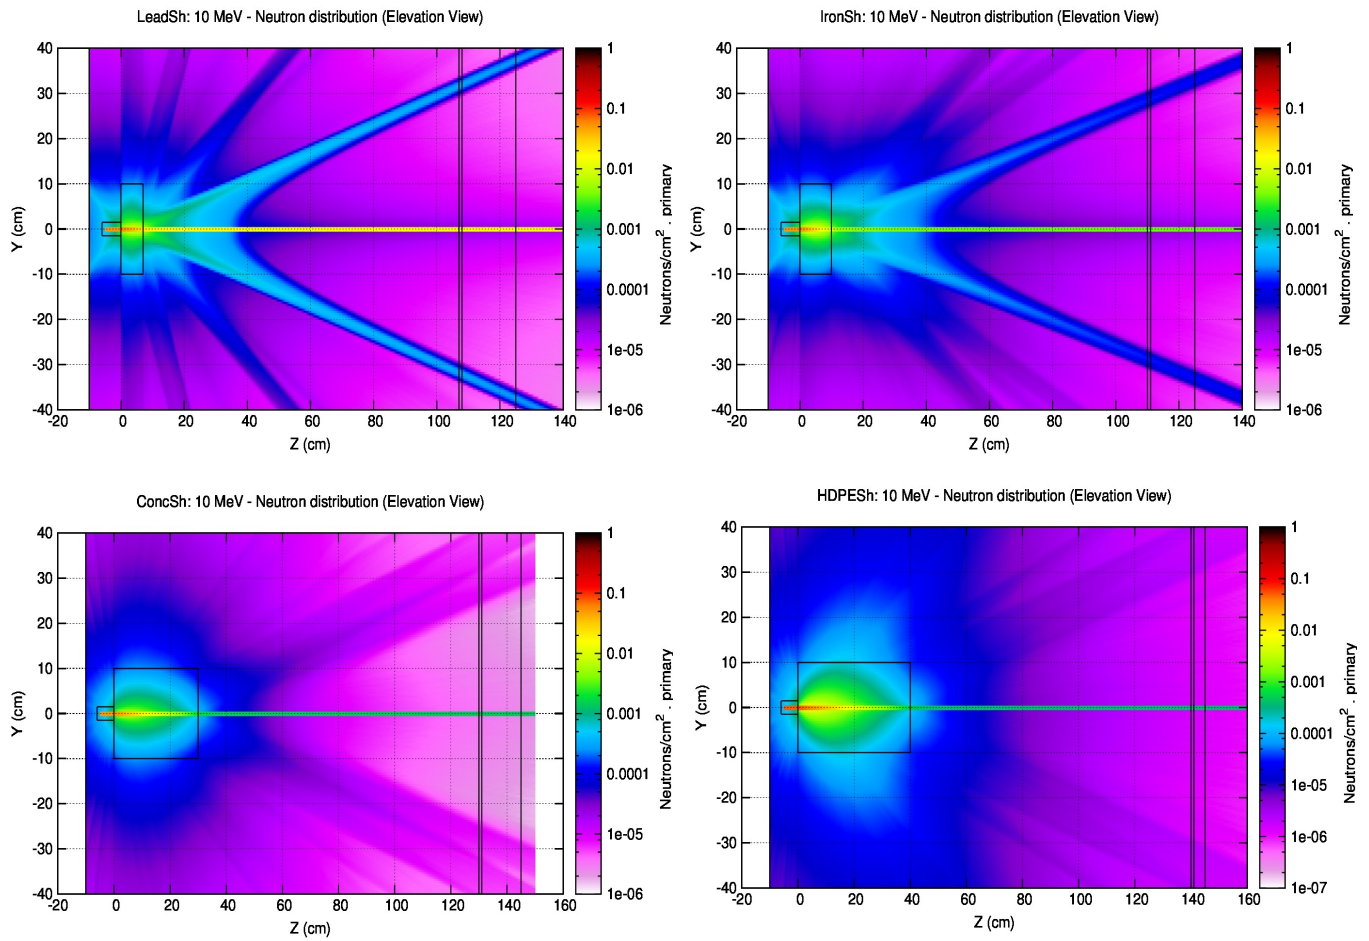 LeadSh: 10 MeV - Neutron distribution (Elevation View)
40
30
20
10
0
-10
-20
-30
-40
Y (cm)
-20 0 20 40 60 80 100 120 140
Z (cm)
1
0.1
0.01
0.001
0.0001
1e-05
1e-06
Neutrons/cm² . primary
IronSh: 10 MeV - Neutron distribution (Elevation View)
40
30
20
10
0
-10
-20
-30
-40
Y (cm)
-20 0 20 40 60 80 100 120 140
Z (cm)
1
0.1
0.01
0.001
0.0001
1e-05
1e-06
Neutrons/cm² . primary
ConcSh: 10 MeV - Neutron distribution (Elevation View)
40
30
20
10
0
-10
-20
-30
-40
Y (cm)
-20 0 20 40 60 80 100 120 140 160
Z (cm)
1
0.1
0.01
0.001
0.0001
1e-05
1e-06
Neutrons/cm² . primary
HDPESh: 10 MeV - Neutron distribution (Elevation View)
40
30
20
10
0
-10
-20
-30
-40
Y (cm)
-20 0 20 40 60 80 100 120 140 160
Z (cm)
1
0.1
0.01
0.001
0.0001
1e-05
1e-06
1e-07
Neutrons/cm² . primary